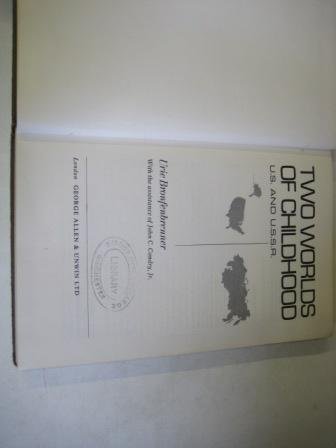 TWO WORLDS
OF CHILDHOOD
U.S. AND U.S.S.R.
Urie Bronfenbrenner
With the assistance of John C. Condry, Jr.
London GEORGE ALLEN & UNWIN LTD
LIBRARY